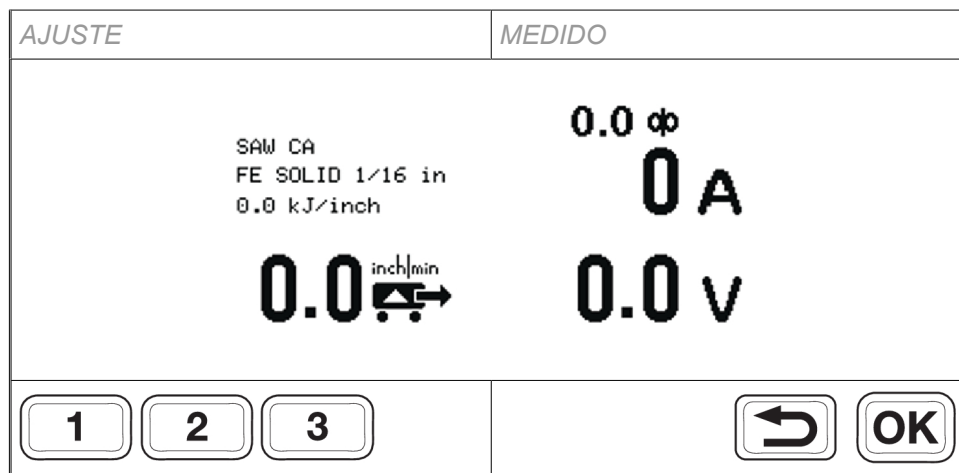 AJUSTE
MEDIDO
SAW CA
FE SOLID 1/16 in
0.0 kJ/inch
0.0 inch/min
0.0
0 A
0.0 V
1 2 3
OK